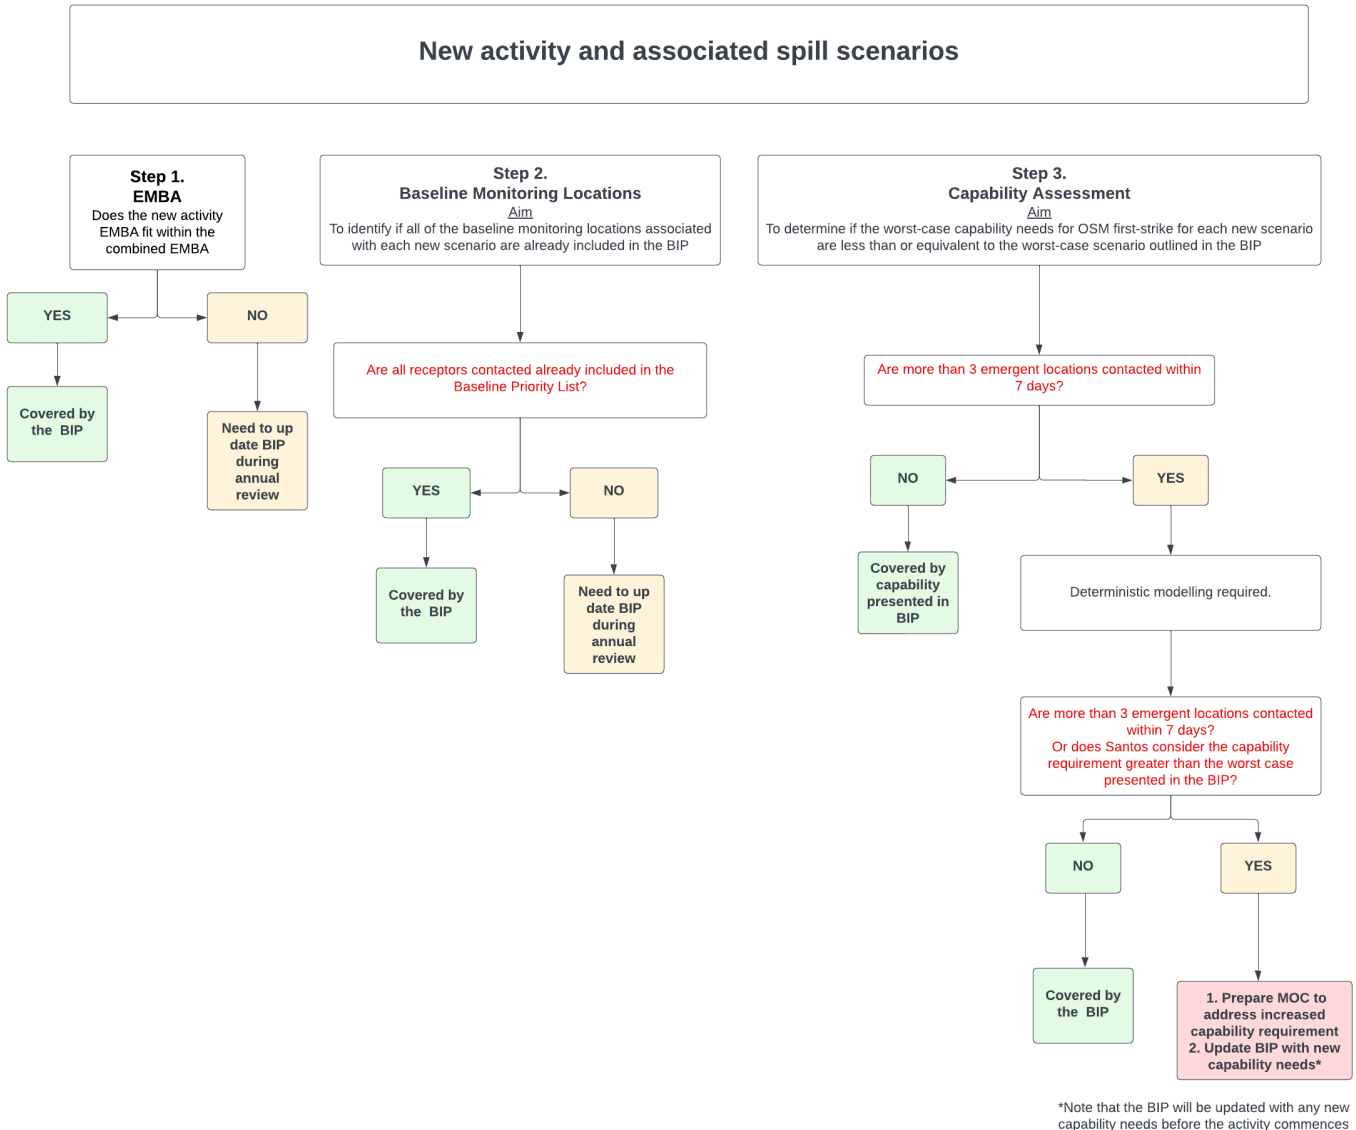 New activity and associated spill scenarios
Step 1.
EMBA
Does the new activity
EMBA fit within the
combined EMBA
YES
NO
Covered by
the BIP
Need to up
date BIP
during
annual
review
Step 2.
Baseline Monitoring Locations
Aim
To identify if all of the baseline monitoring locations associated
with each new scenario are already included in the BIP
Are all receptors contacted already included in the
Baseline Priority List?
YES
NO
Covered by
the BIP
Need to up
date BIP
during
annual
review
Step 3.
Capability Assessment
Aim
To determine if the worst-case capability needs for OSM first-strike for each new scenario
are less than or equivalent to the worst-case scenario outlined in the BIP
Are more than 3 emergent locations contacted within
7 days?
NO
YES
Covered by
capability
presented in
BIP
Deterministic modelling required.
Are more than 3 emergent locations contacted
within 7 days?
Or does Santos consider the capability
requirement greater than the worst case
presented in the BIP?
NO
YES
Covered by
the BIP
1. Prepare MOC to
address increased
capability requirement
2. Update BIP with new
capability needs*
*Note that the BIP will be updated with any new
capability needs before the activity commences